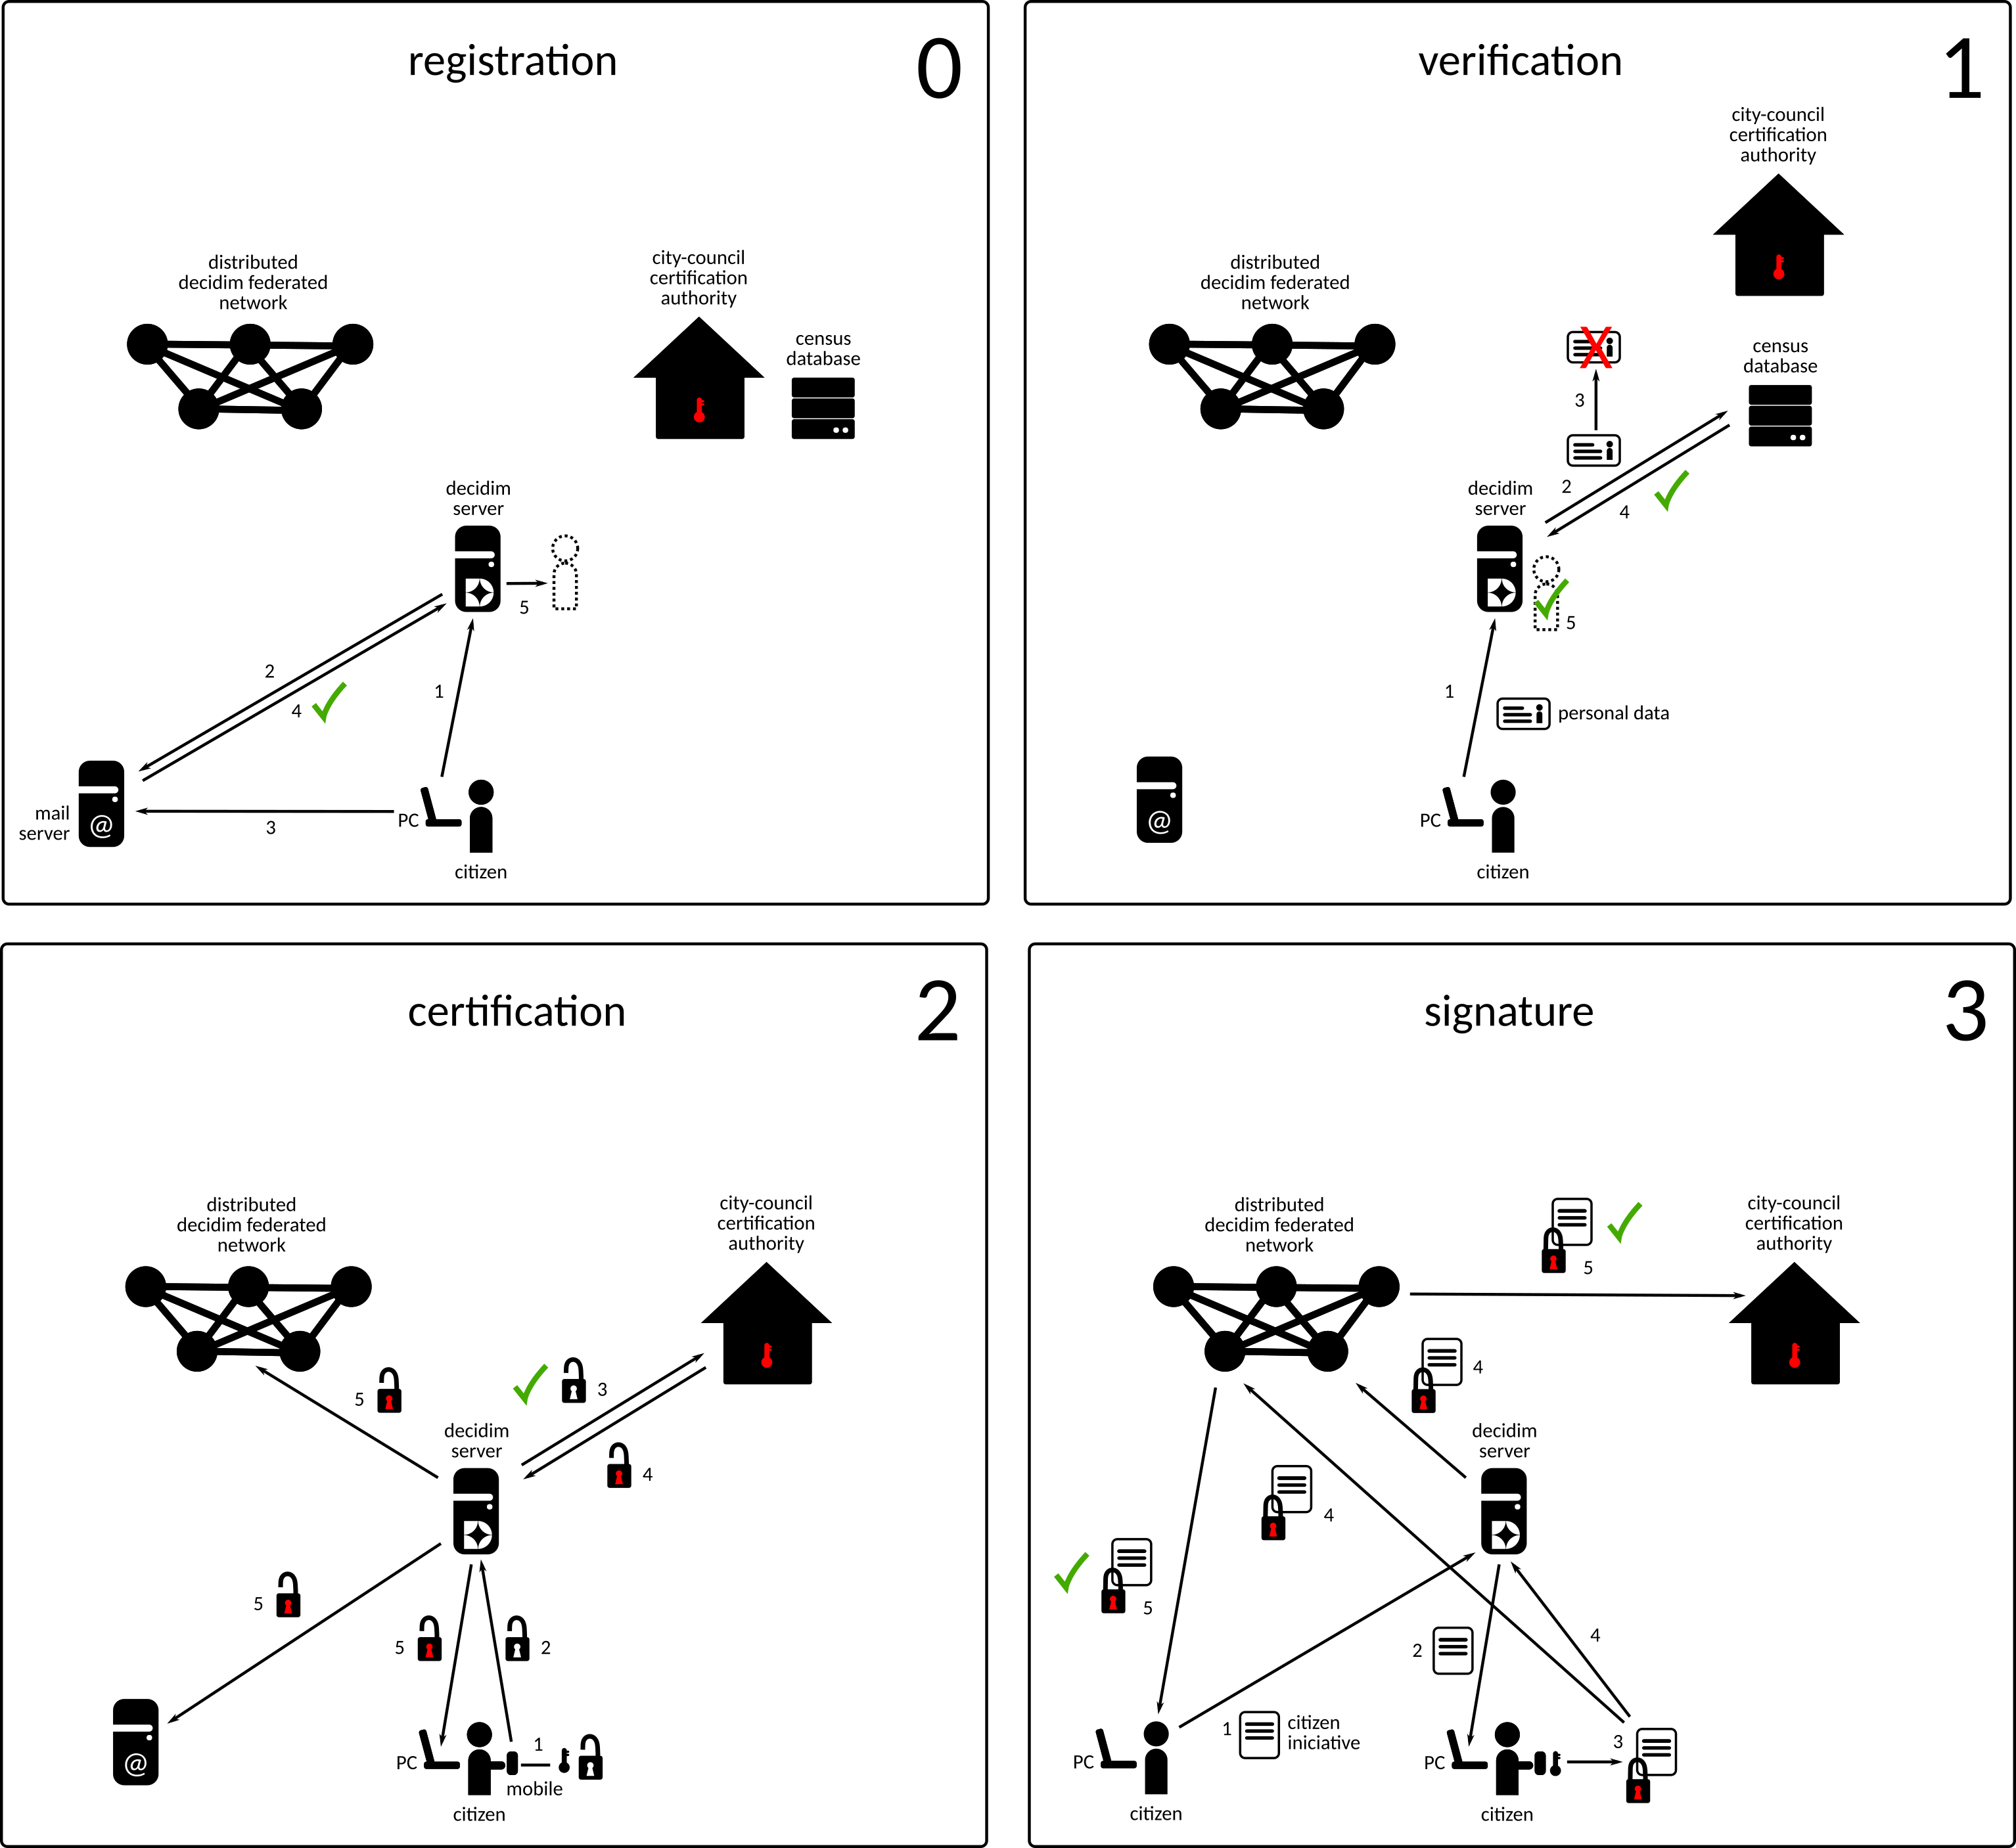 registration
0
distributed
decidim federated
network
city-council
certification
authority
census
database
decidim
server
5
2
4
1
mail
server
@
3
PC
citizen
verification
1
city-council
certification
authority
distributed
decidim federated
network
census
database
3
decidim
server
2
4
5
1
personal data
@
PC
citizen
certification
2
distributed
decidim federated
network
city-council
certification
authority
5
3
decidim
server
4
5
5
2
@
PC
1
mobile
citizen
signature
3
distributed
decidim federated
network
city-council
certification
authority
5
4
decidim
server
4
5
4
2
1
citizen
iniciative
3
PC
citizen
PC
citizen